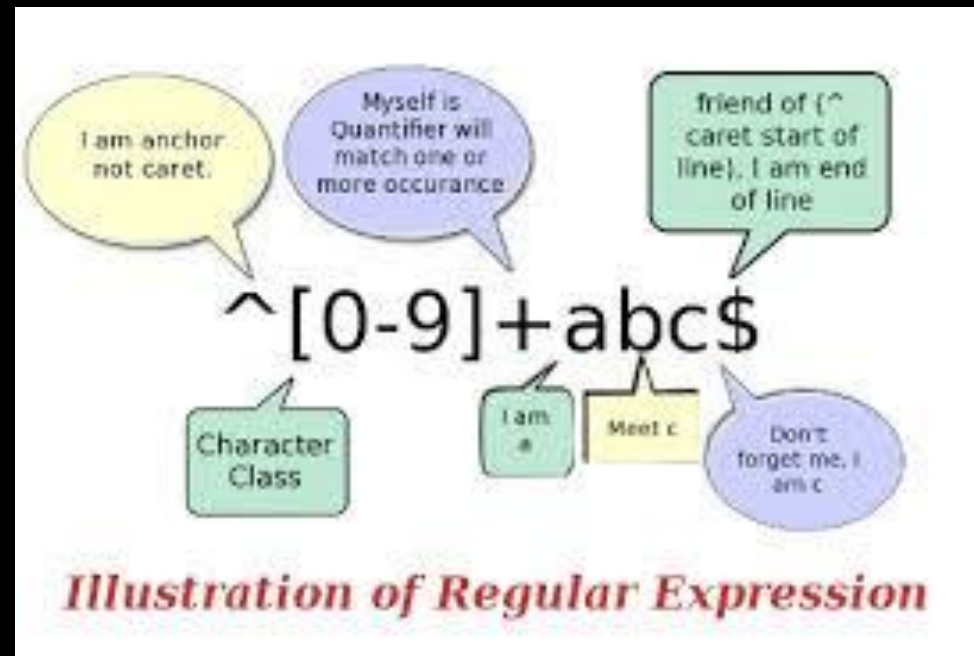 I am anchor
not caret.
Myself is
Quantifier will
match one or
more occurance
friend of (^
caret start of
line), I am end
of line
^[0-9]+abc$
Character
Class
I am
a
Meet c
Don't
forget me, I
am c
Illustration of Regular Expression